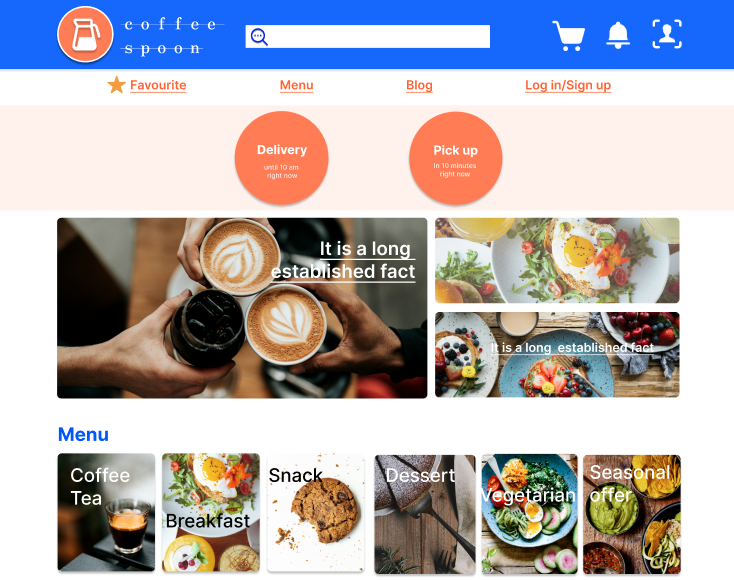 coffee
spoon
Favourite
Menu
Blog
Log in/Sign up
Delivery
until 10 am
right now
Pick up
In 10 minutes
right now
It is a long
established fact
It is a long established fact
Menu
Coffee
Tea
Breakfast
Snack
Dessert
Vegetarian
Seasonal
offer